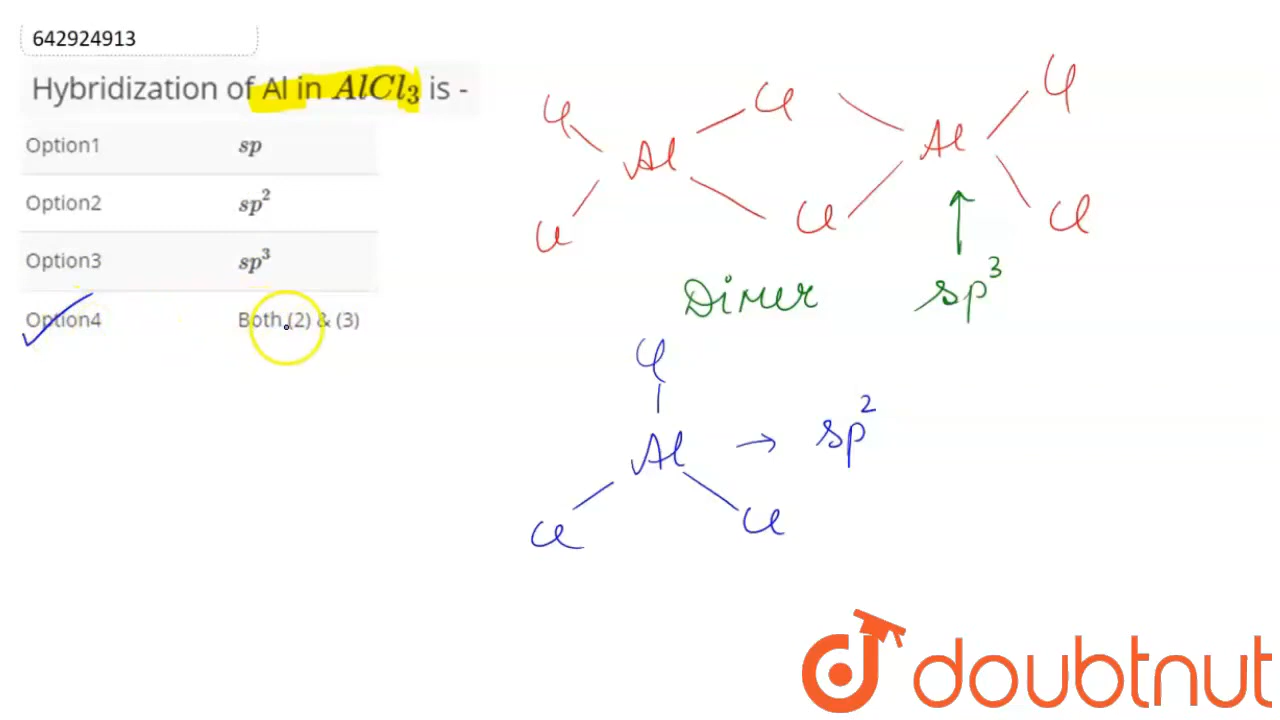 642924913
Hybridization of Al in AlCl₃ is -
Option1 sp
Option2 sp²
Option3 sp³
Option4 Both (2) & (3)
Cl Cl Cl
Al Al
Cl Cl Cl
Dimer sp³
Cl
Al → sp²
Cl Cl
doubtnut